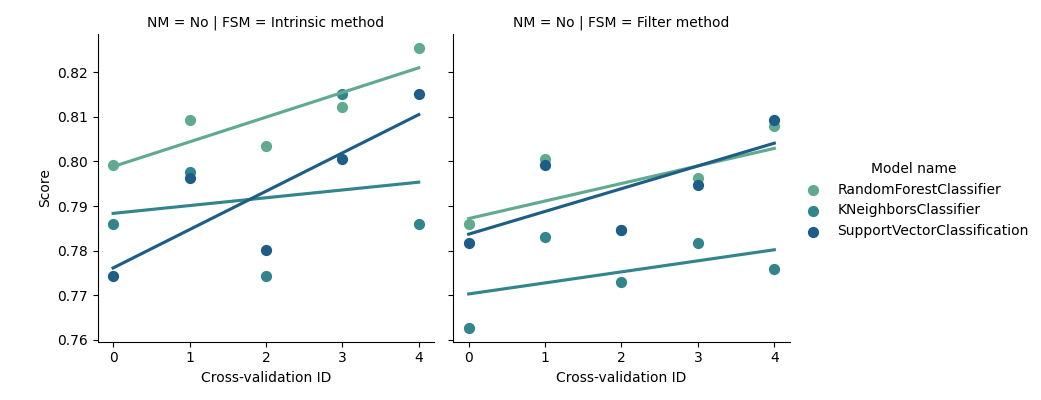 NM = No | FSM = Intrinsic method
NM = No | FSM = Filter method
0.82
0.81
0.80
0.79
0.78
0.77
0.76
Score
0 1 2 3 4
0 1 2 3 4
Cross-validation ID
Cross-validation ID
Model name
RandomForestClassifier
KNeighborsClassifier
SupportVectorClassification